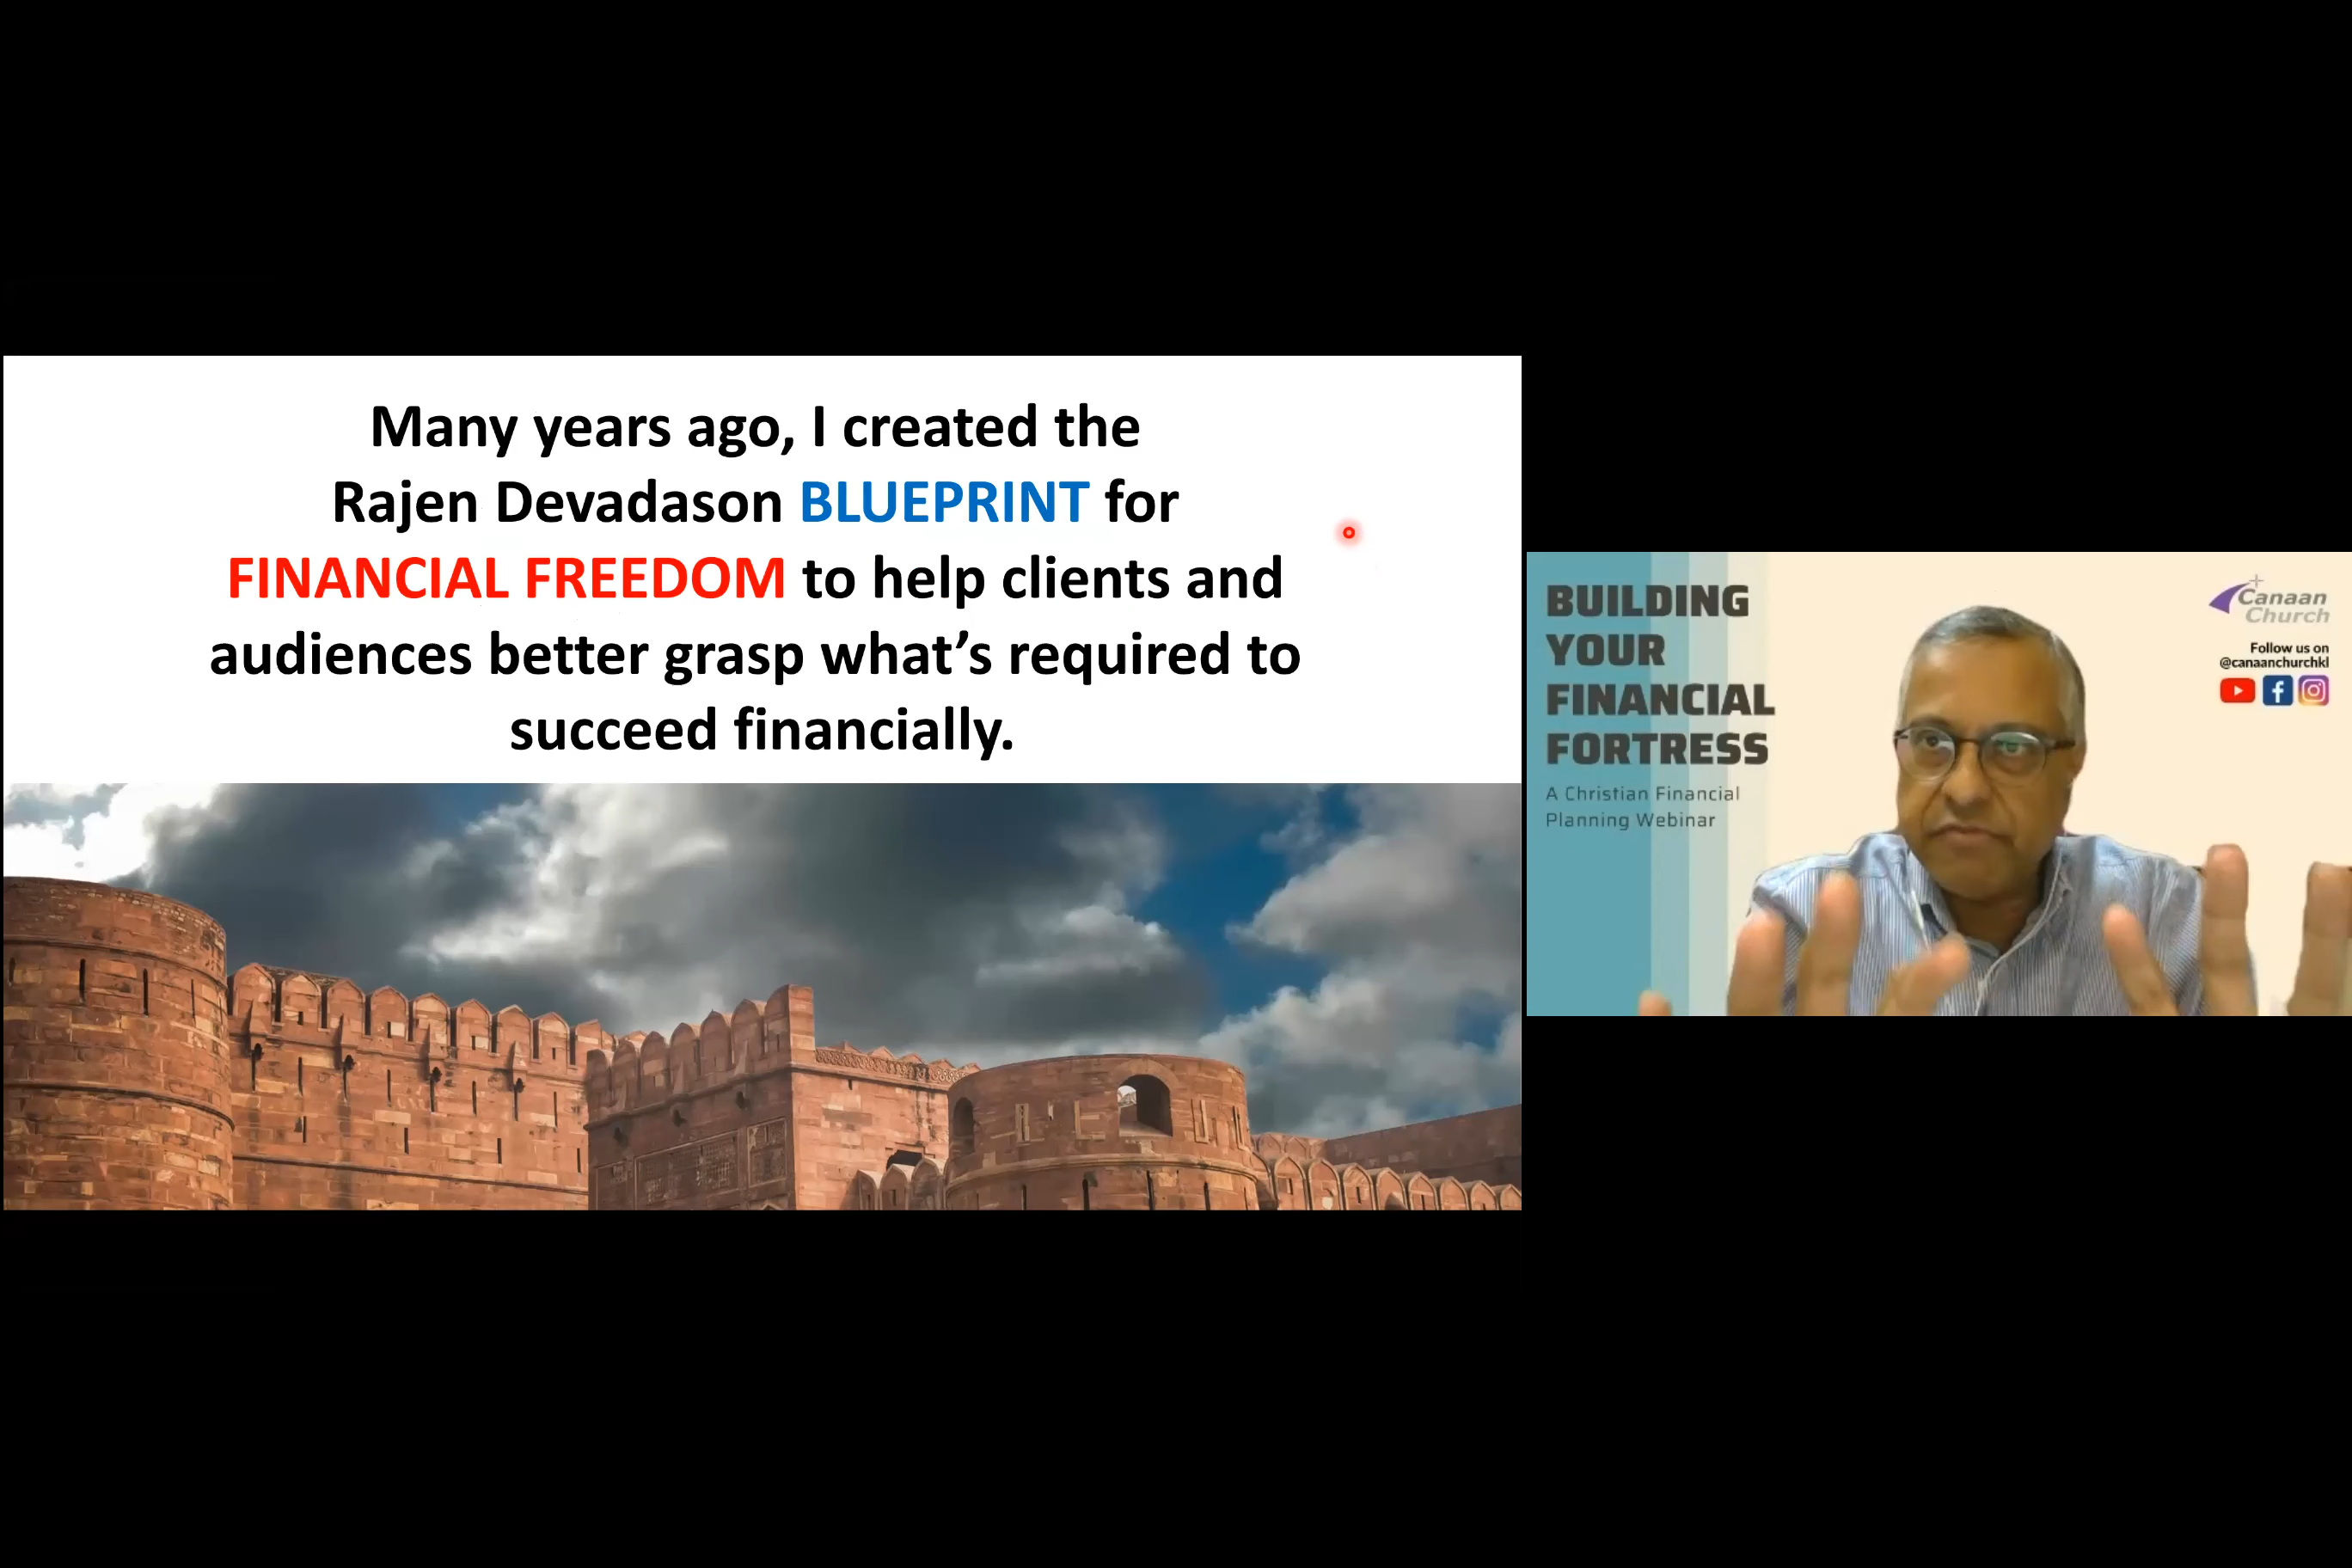 Many years ago, I created the
Rajen Devadason BLUEPRINT for
FINANCIAL FREEDOM to help clients and
audiences better grasp what’s required to
succeed financially.
BUILDING
YOUR
FINANCIAL
FORTRESS
A Christian Financial
Planning Webinar
Canaan
Church
Follow us on
@canaanchurchkl